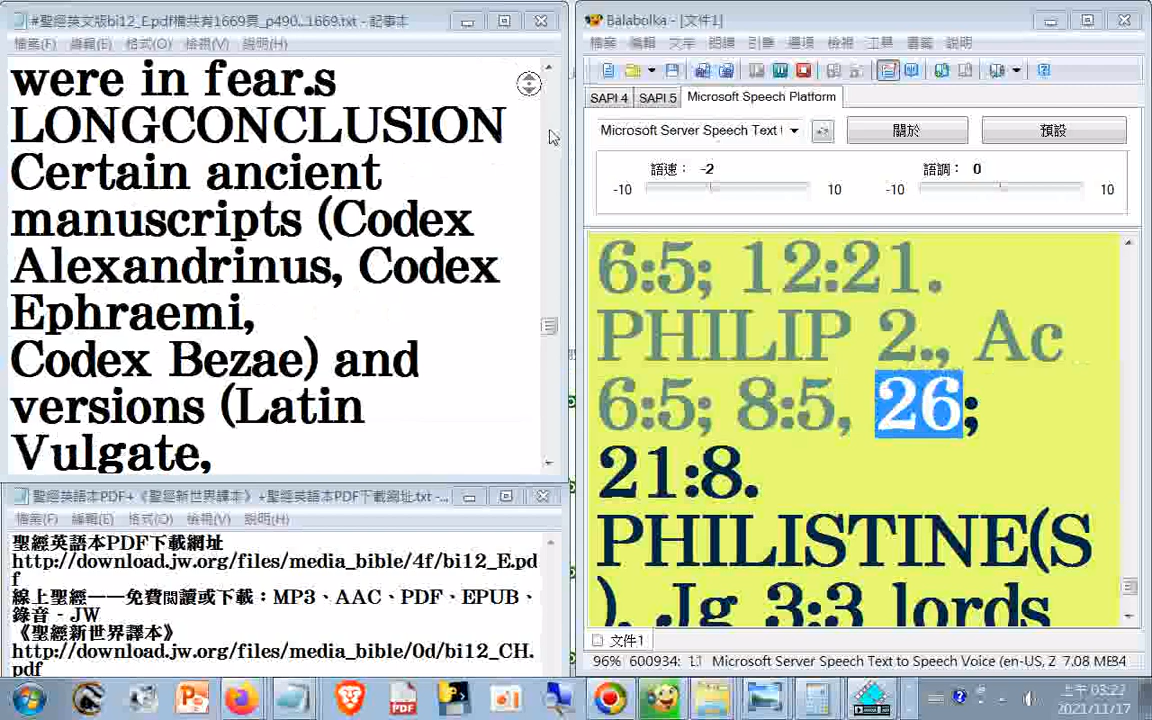 #聖經英文版bi12_E.pdf檔共有1669頁_p490...1669.txt - 記事本
檔案(F) 編輯(E) 格式(O) 檢視(V) 說明(H)
were in fear.s
LONGCONCLUSION
Certain ancient
manuscripts (Codex
Alexandrinus, Codex
Ephraemi,
Codex Bezae) and
versions (Latin
Vulgate,
聖經英語本PDF+《聖經新世界譯本》+聖經英語本PDF下載網址.txt - ...
檔案(F) 編輯(E) 格式(O) 檢視(V) 說明(H)
聖經英語本PDF下載網址
http://download.jw.org/files/media_bible/4f/bi12_E.pd
f
線上聖經——免費閱讀或下載：MP3、AAC、PDF、EPUB、
錄音 - JW
《聖經新世界譯本》
http://download.jw.org/files/media_bible/0d/bi12_CH.
pdf
Balabolka - [文件1]
檔案 編輯 文字 朗讀 引擎 選項 檢視 工具 書籤 說明
SAPI 4 SAPI 5 Microsoft Speech Platform
Microsoft Server Speech Text 關於 預設
語速： -2 語調： 0
-10 10 -10 10
6:5; 12:21.
PHILIP 2., Ac
6:5; 8:5, 26;
21:8.
PHILISTINE(S
), Jg 3:3 lords
文件1
96% 600934: 11 Microsoft Server Speech Text to Speech Voice (en-US, Z 7.08 MB
上午 03:22
2021/11/17